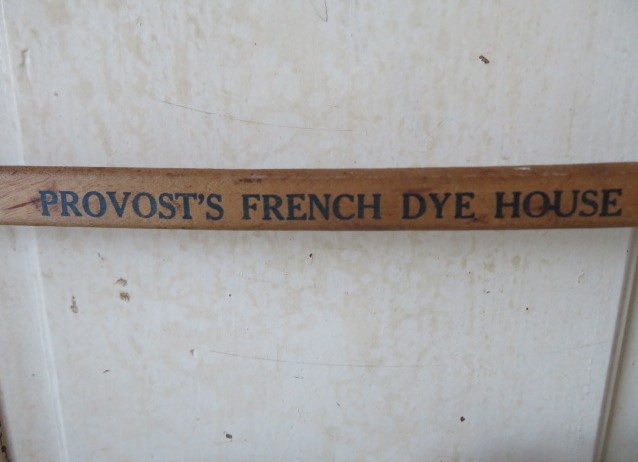 PROVOST'S FRENCH DYE HOUSE